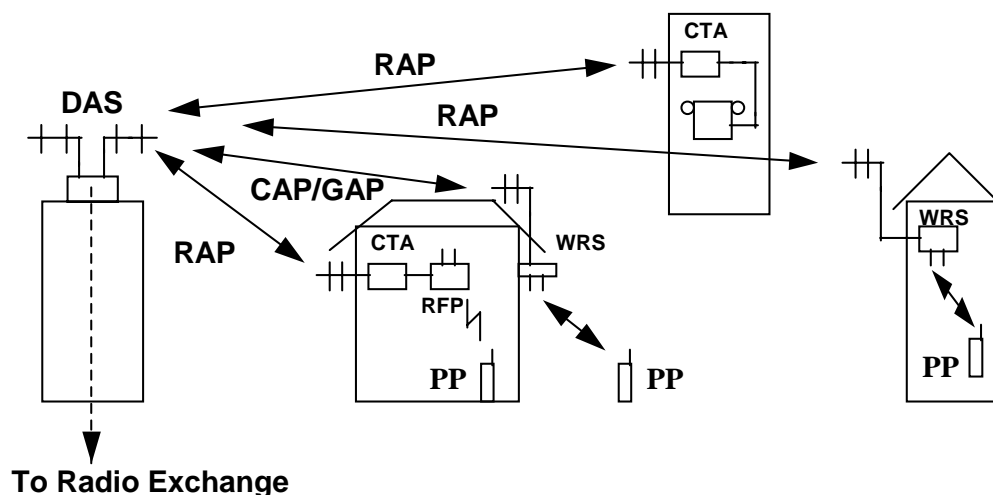 CTA
RAP
DAS
RAP
CAP/GAP
WRS
CTA
WRS
RAP
RFP
PP
PP
PP
To Radio Exchange